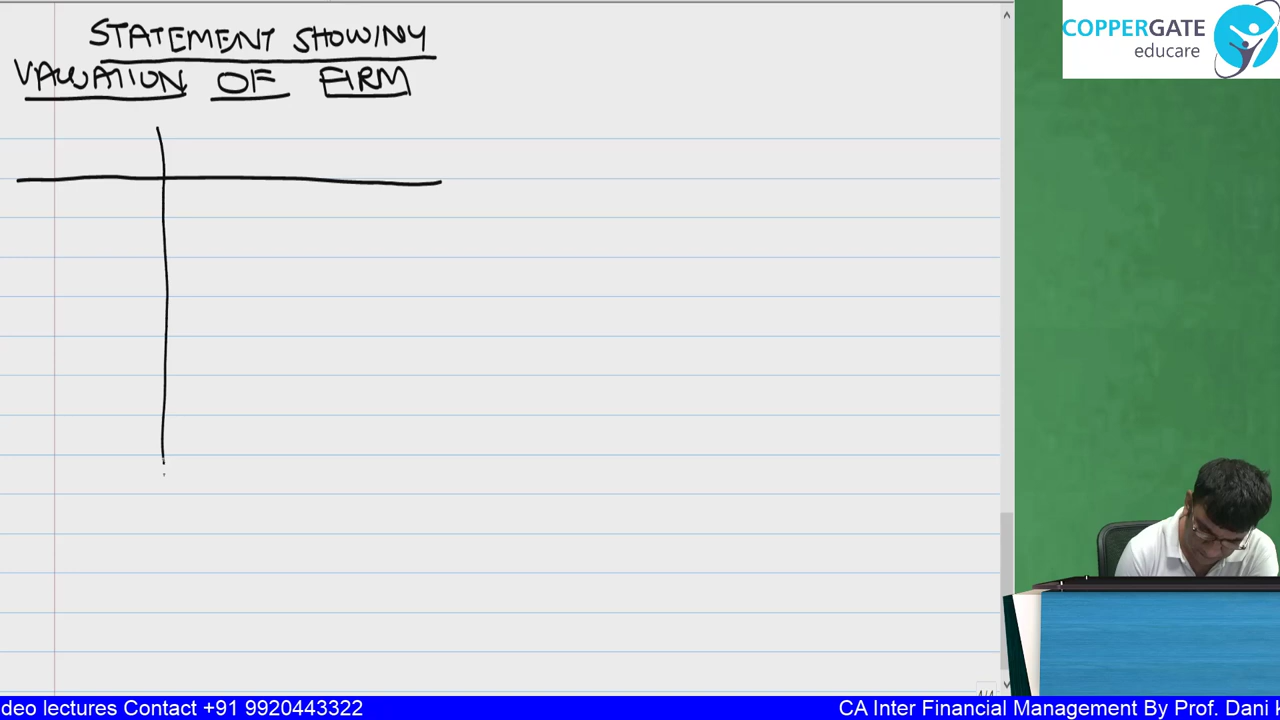 STATEMENT SHOWING
VALUATION OF FIRM
COPPERGATE
educare
deo lectures Contact +91 9920443322
CA Inter Financial Management By Prof. Dani